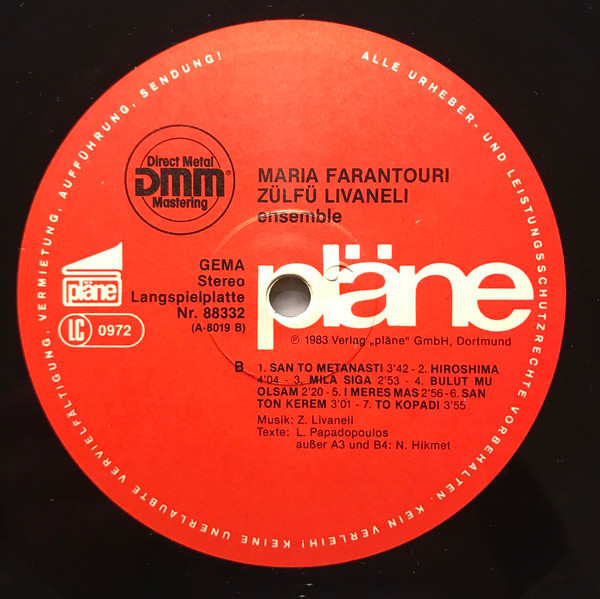 ALLE URHEBER- UND LEISTUNGSSCHUTZRECHTE VORBEHALTEN. KEIN VERLEIH! KEINE UNERLAUBTE VERVIELFÄLTIGUNG, VERMIETUNG, AUFFÜHRUNG, SENDUNG!
Direct Metal
DMM®
Mastering
MARIA FARANTOURI
ZÜLFÜ LIVANELI
ensemble
pläne
LC 0972
GEMA
Stereo
Langspielplatte
Nr. 88332
(A-8019 B)
pläne
℗ 1983 Verlag „pläne" GmbH, Dortmund
B 1. SAN TO METANASTI 3'42 - 2. HIROSHIMA
4'04 - 3. MILA SIGA 2'53 - 4. BULUT MU
OLSAM 2'20 - 5. I MERES MAS 2'56 - 6. SAN
TON KEREM 3'01 - 7. TO KOPADI 3'55
Musik: Z. Livaneli
Texte: L. Papadopoulos
außer A3 und B4: N. Hikmet